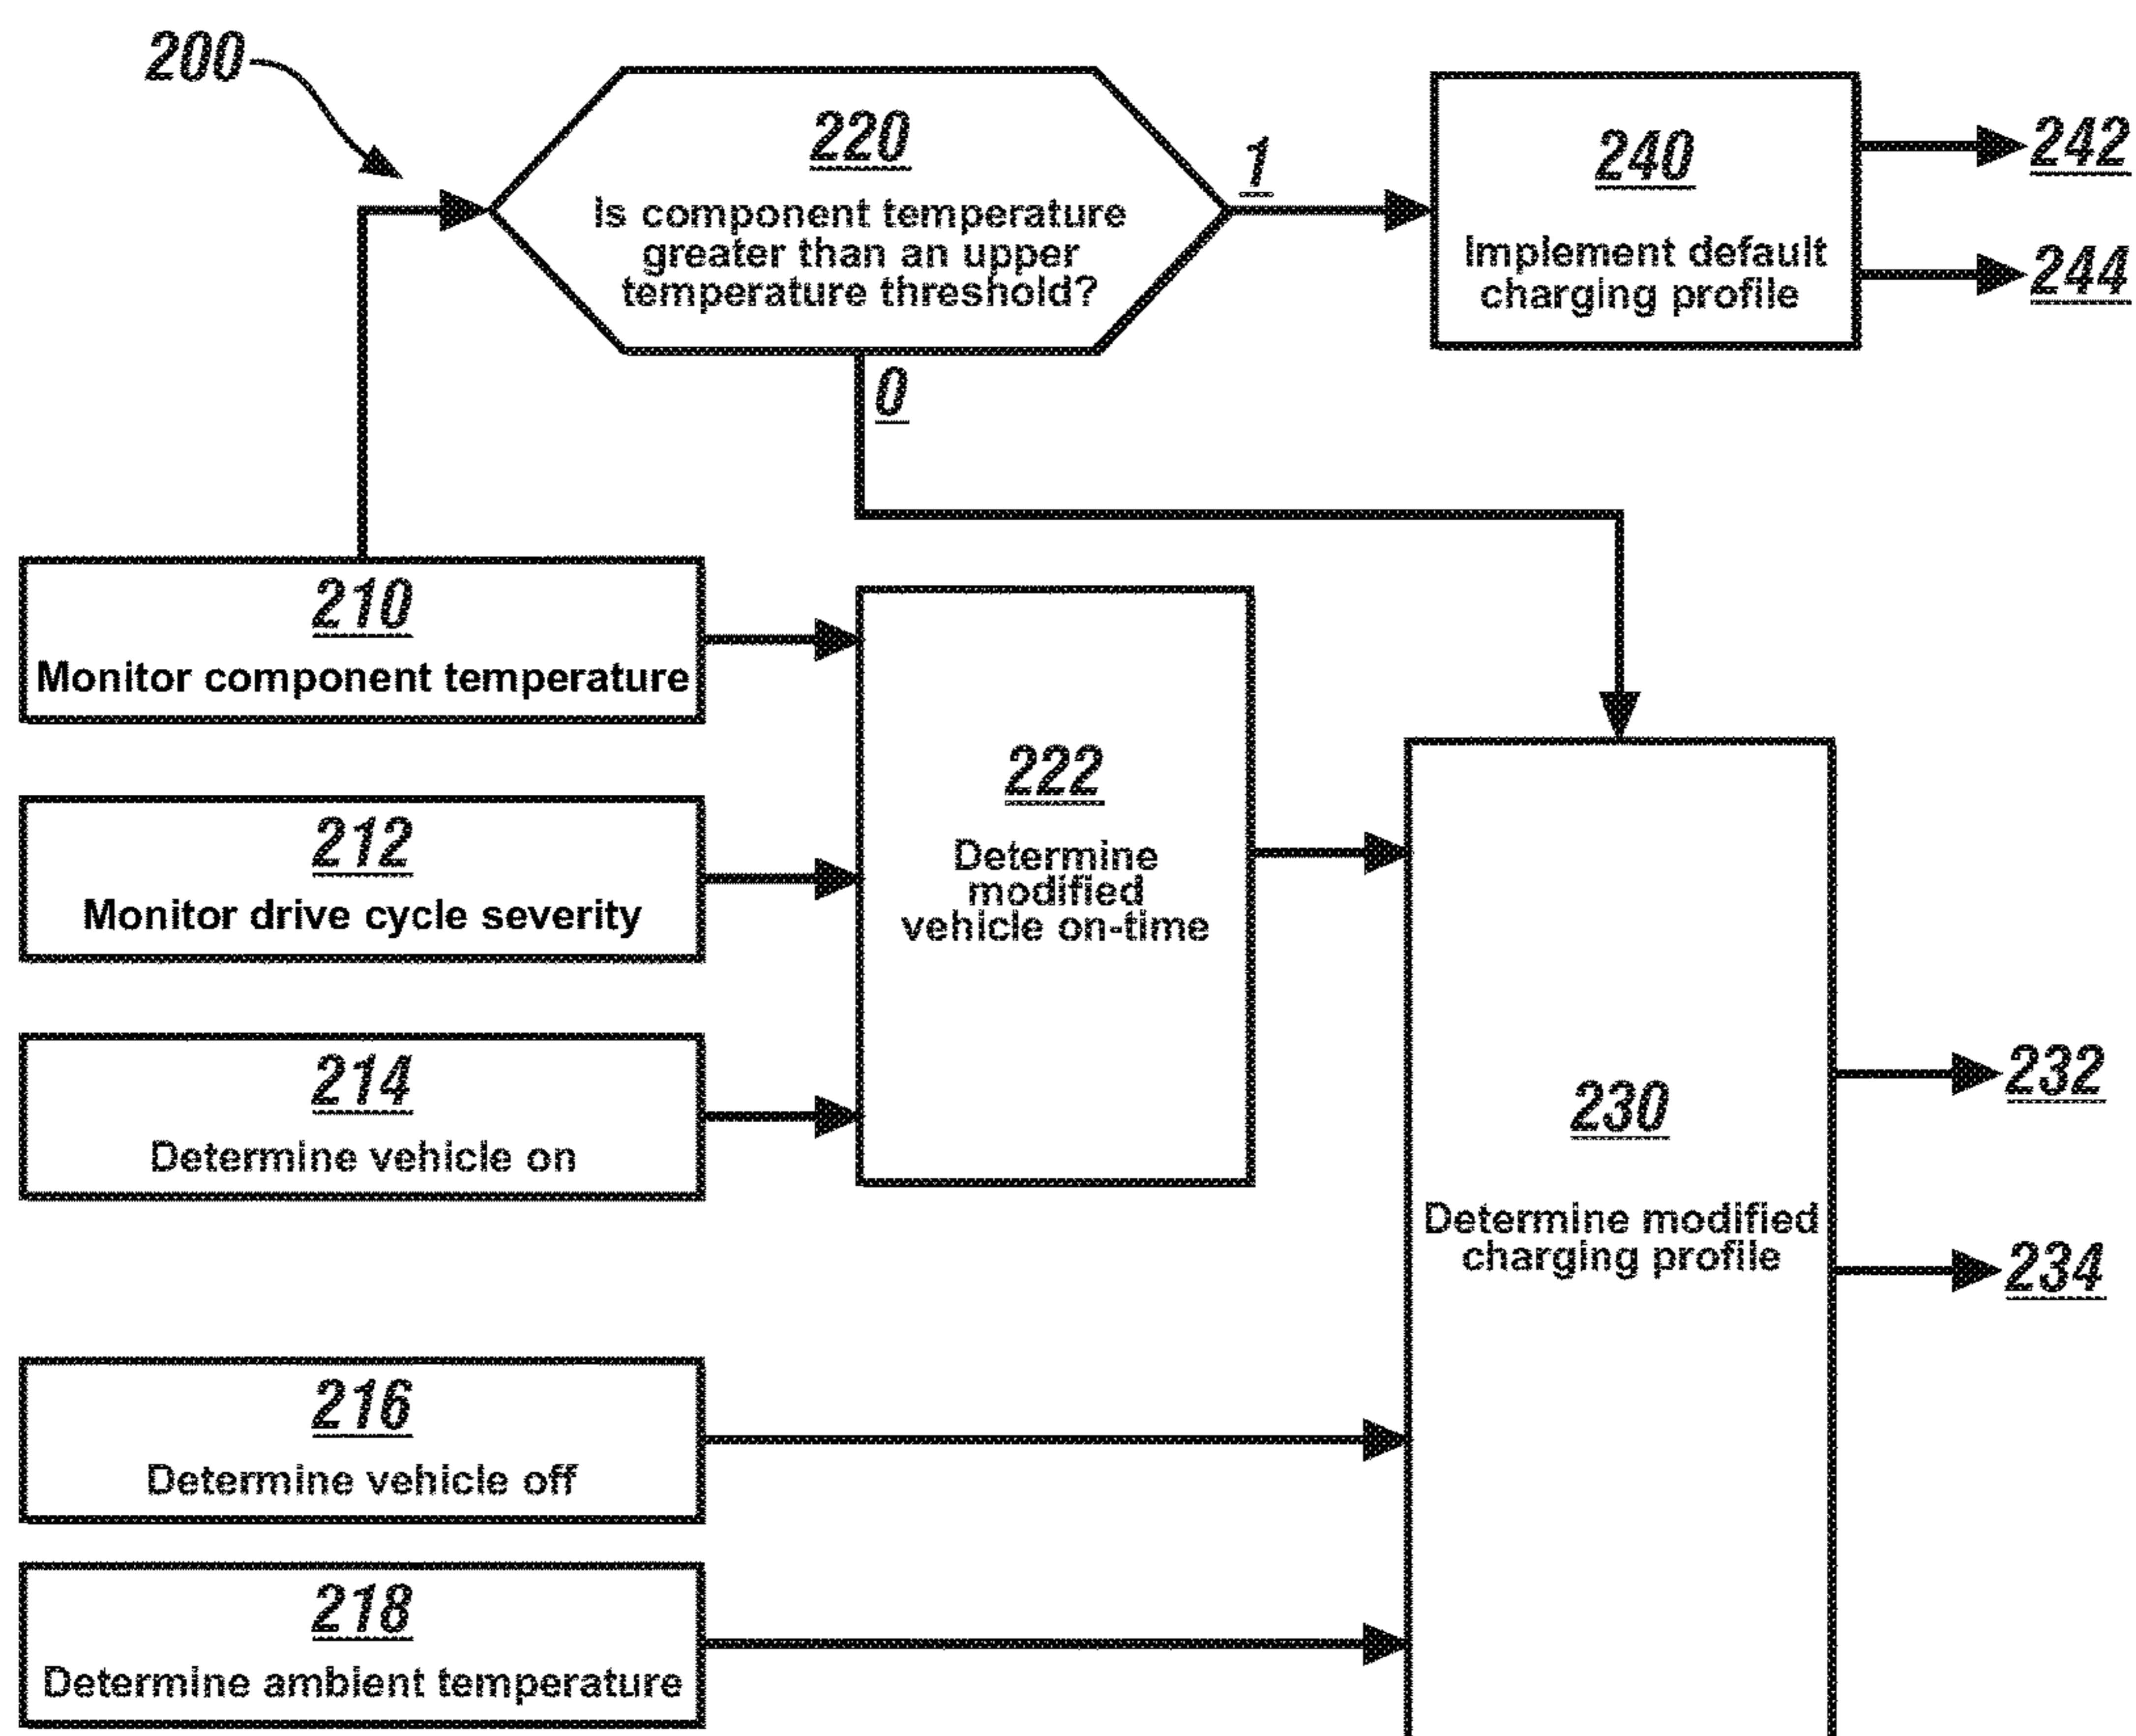 200
220
Is component temperature
greater than an upper
temperature threshold?
1
0
240
Implement default
charging profile
242
244
210
Monitor component temperature
212
Monitor drive cycle severity
214
Determine vehicle on
222
Determine
modified
vehicle on-time
216
Determine vehicle off
218
Determine ambient temperature
230
Determine modified
charging profile
232
234